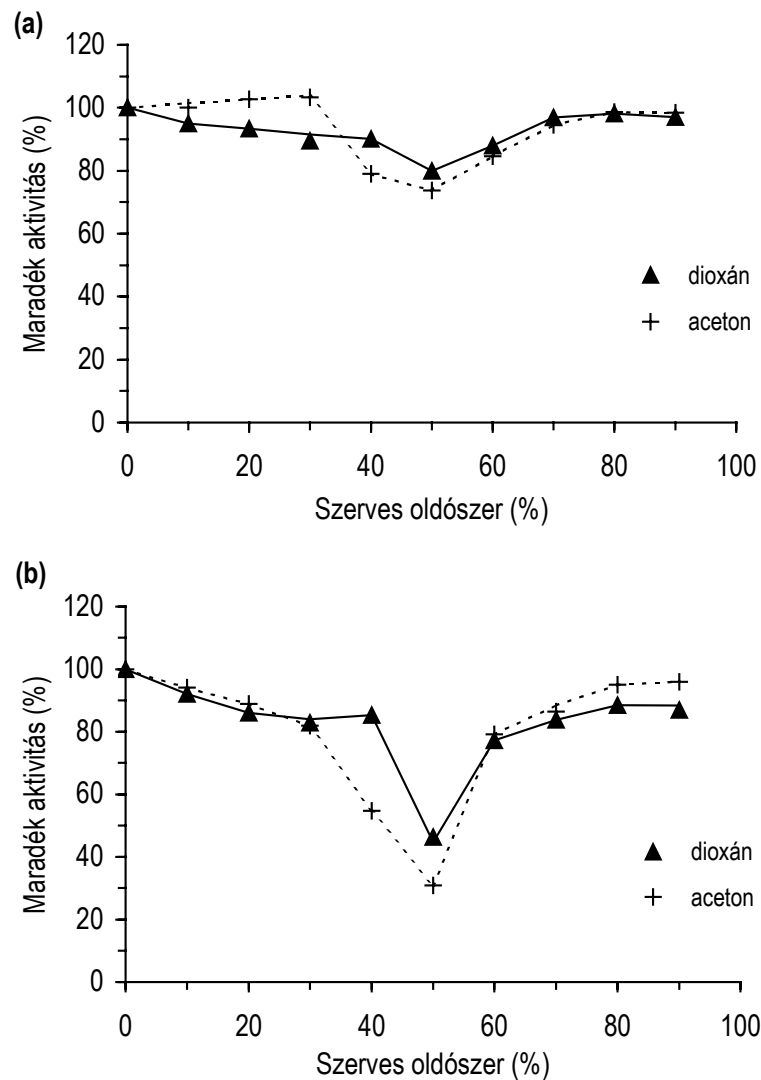 (a)
120
100
80
60
40
20
0
Maradék aktivitás (%)
dioxán
aceton
0 20 40 60 80 100
Szerves oldószer (%)
(b)
120
100
80
60
40
20
0
Maradék aktivitás (%)
dioxán
aceton
0 20 40 60 80 100
Szerves oldószer (%)